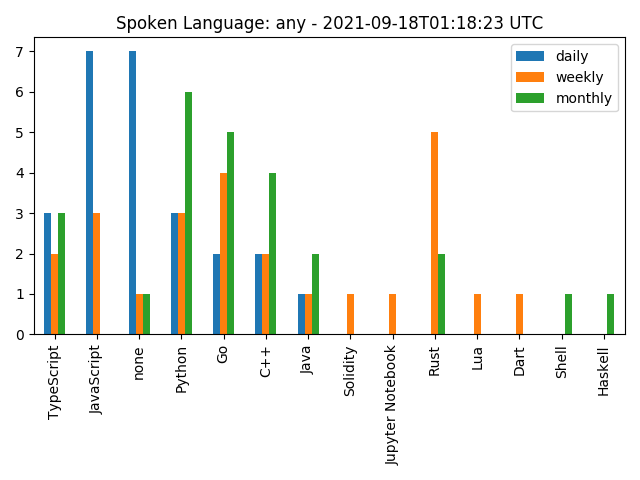 Spoken Language: any - 2021-09-18T01:18:23 UTC
daily
weekly
monthly
7
6
5
4
3
2
1
0
TypeScript
JavaScript
none
Python
Go
C++
Java
Solidity
Jupyter Notebook
Rust
Lua
Dart
Shell
Haskell